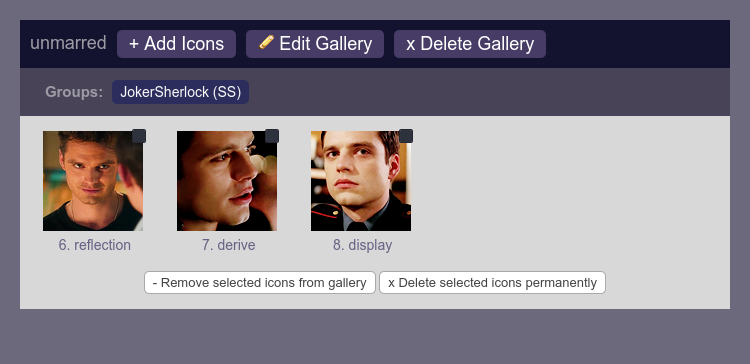 unmarred + Add Icons Edit Gallery x Delete Gallery
Groups: JokerSherlock (SS)
6. reflection 7. derive 8. display
- Remove selected icons from gallery x Delete selected icons permanently